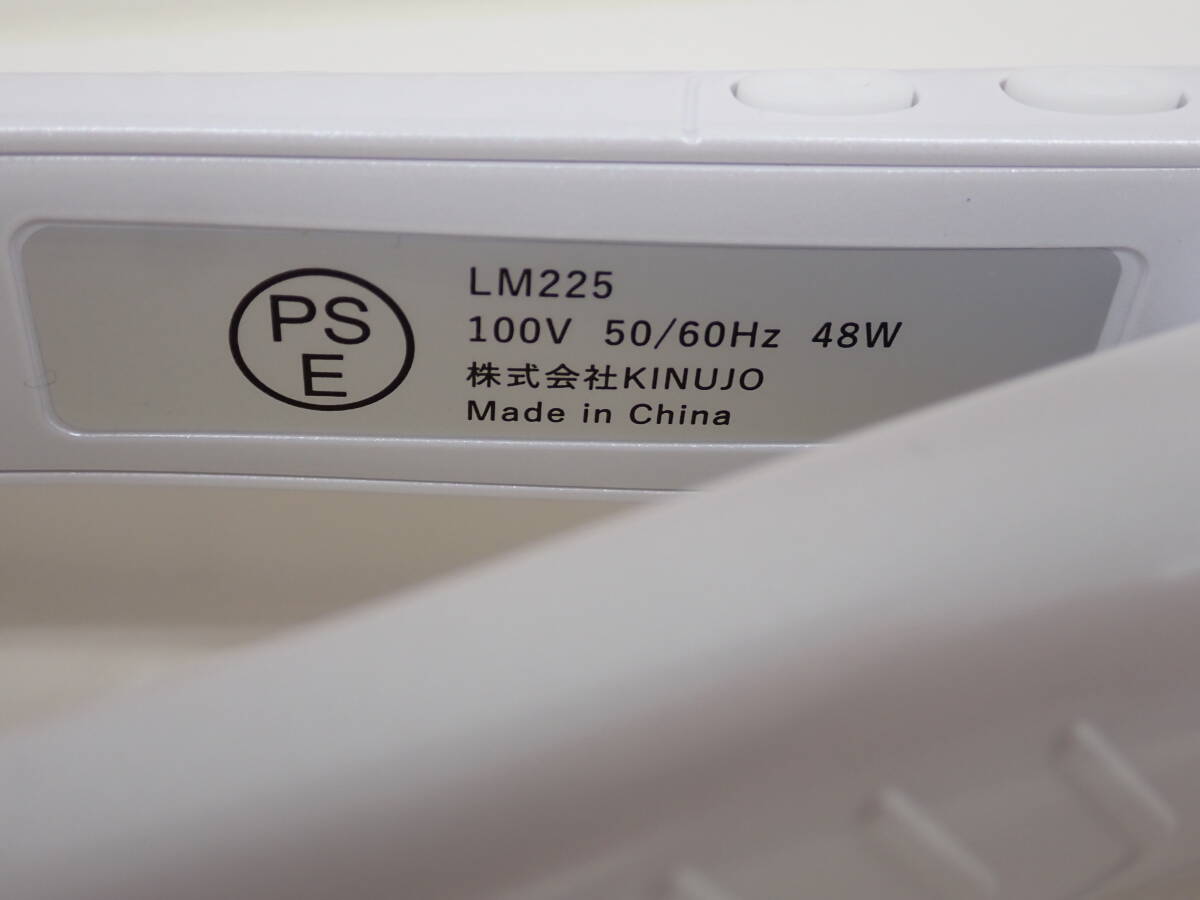 PS
E
LM225
100V 50/60Hz 48W
株式会社KINUJO
Made in China